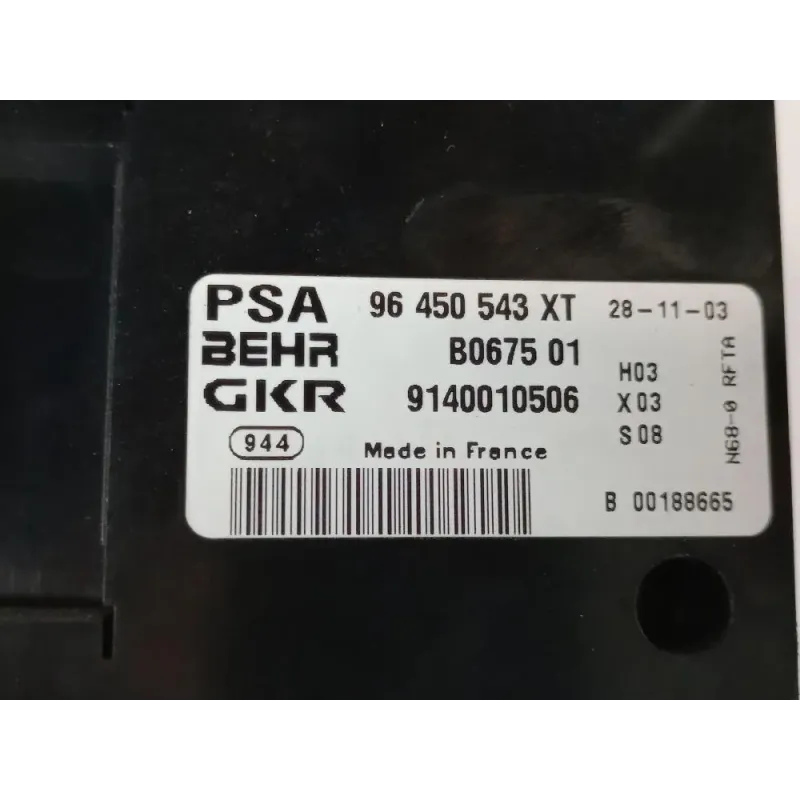 PSA 96 450 543 XT 28-11-03
BEHR B0675 01
GKR 9140010506
H03
X03
S08
N68-0 RFTA
944 Made in France
B 00188665